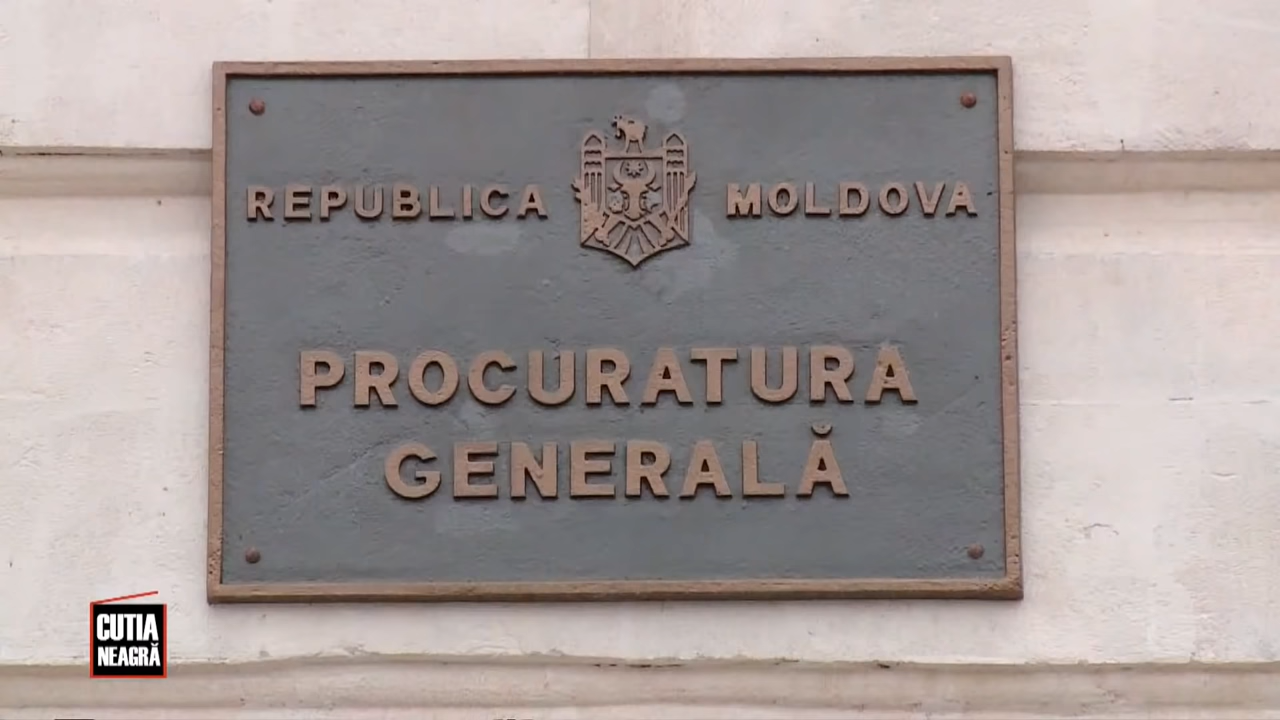 REPUBLICA MOLDOVA
PROCURATURA
GENERALĂ
CUTIA
NEAGRĂ